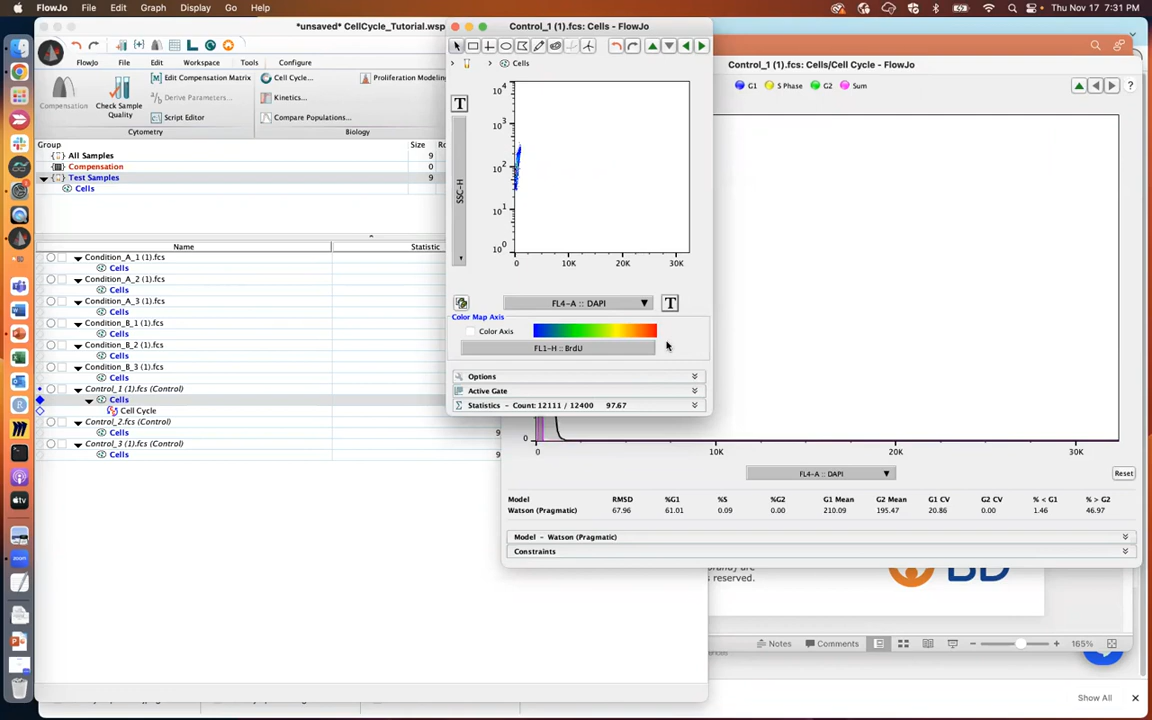 FlowJo File Edit Graph Table Display Go Help Thu Nov 17 7:31 PM
*unsaved* CellCycle_Tutorial.wsp
Control_1 (1).fcs: Cells - FlowJo
Control_1 (1).fcs: Cells/Cell Cycle - FlowJo
FlowJo File Edit Workspace Tools Configure
Compensation
Check Sample
Quality
Edit Compensation Matrix
Derive Parameters...
Script Editor
Cytometry
Cell Cycle...
Kinetics...
Compare Populations...
Proliferation Modeling
Biology
Group Size
All Samples 9
Compensation 0
Test Samples 9
Cells
Name Statistic
Condition_A_1 (1).fcs
Cells
Condition_A_2 (1).fcs
Cells
Condition_A_3 (1).fcs
Cells
Condition_B_1 (1).fcs
Cells
Condition_B_2 (1).fcs
Cells
Condition_B_3 (1).fcs
Cells
Control_1 (1).fcs (Control)
Cells
Cell Cycle
Control_2.fcs (Control)
Cells 9
Control_3 (1).fcs (Control)
Cells 9
Cells
T
SSC-H
10^4
10^3
10^2
10^1
10^0
0 10K 20K 30K
FL4-A :: DAPI T
Color Map Axis
Color Axis
FL1-H :: BrdU
Options
Active Gate
Statistics - Count: 12111 / 12400 97.67
G1 S Phase G2 Sum ?
0
0 10K 20K 30K
FL4-A :: DAPI Reset
Model RMSD %G1 %S %G2 G1 Mean G2 Mean G1 CV G2 CV % < G1 % > G2
Watson (Pragmatic) 67.96 61.01 0.09 0.00 210.09 195.47 20.86 0.00 1.46 46.97
Model - Watson (Pragmatic)
Constraints
s reserved.
BD
Notes Comments 165%
Show All
tv
zoom